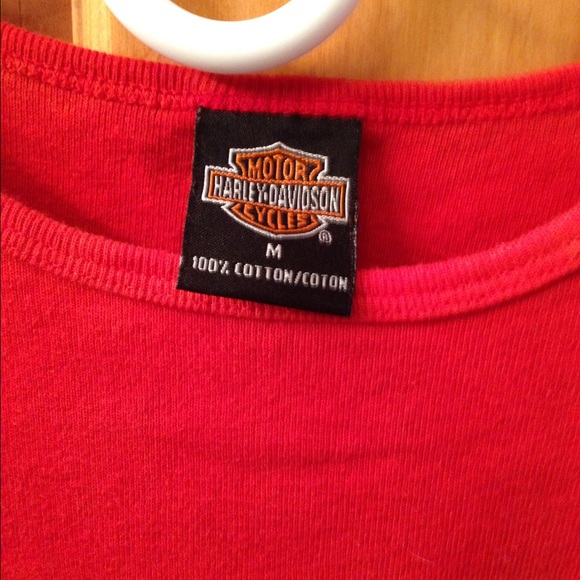 MOTOR
HARLEY-DAVIDSON
CYCLES
®
M
100% COTTON/COTON